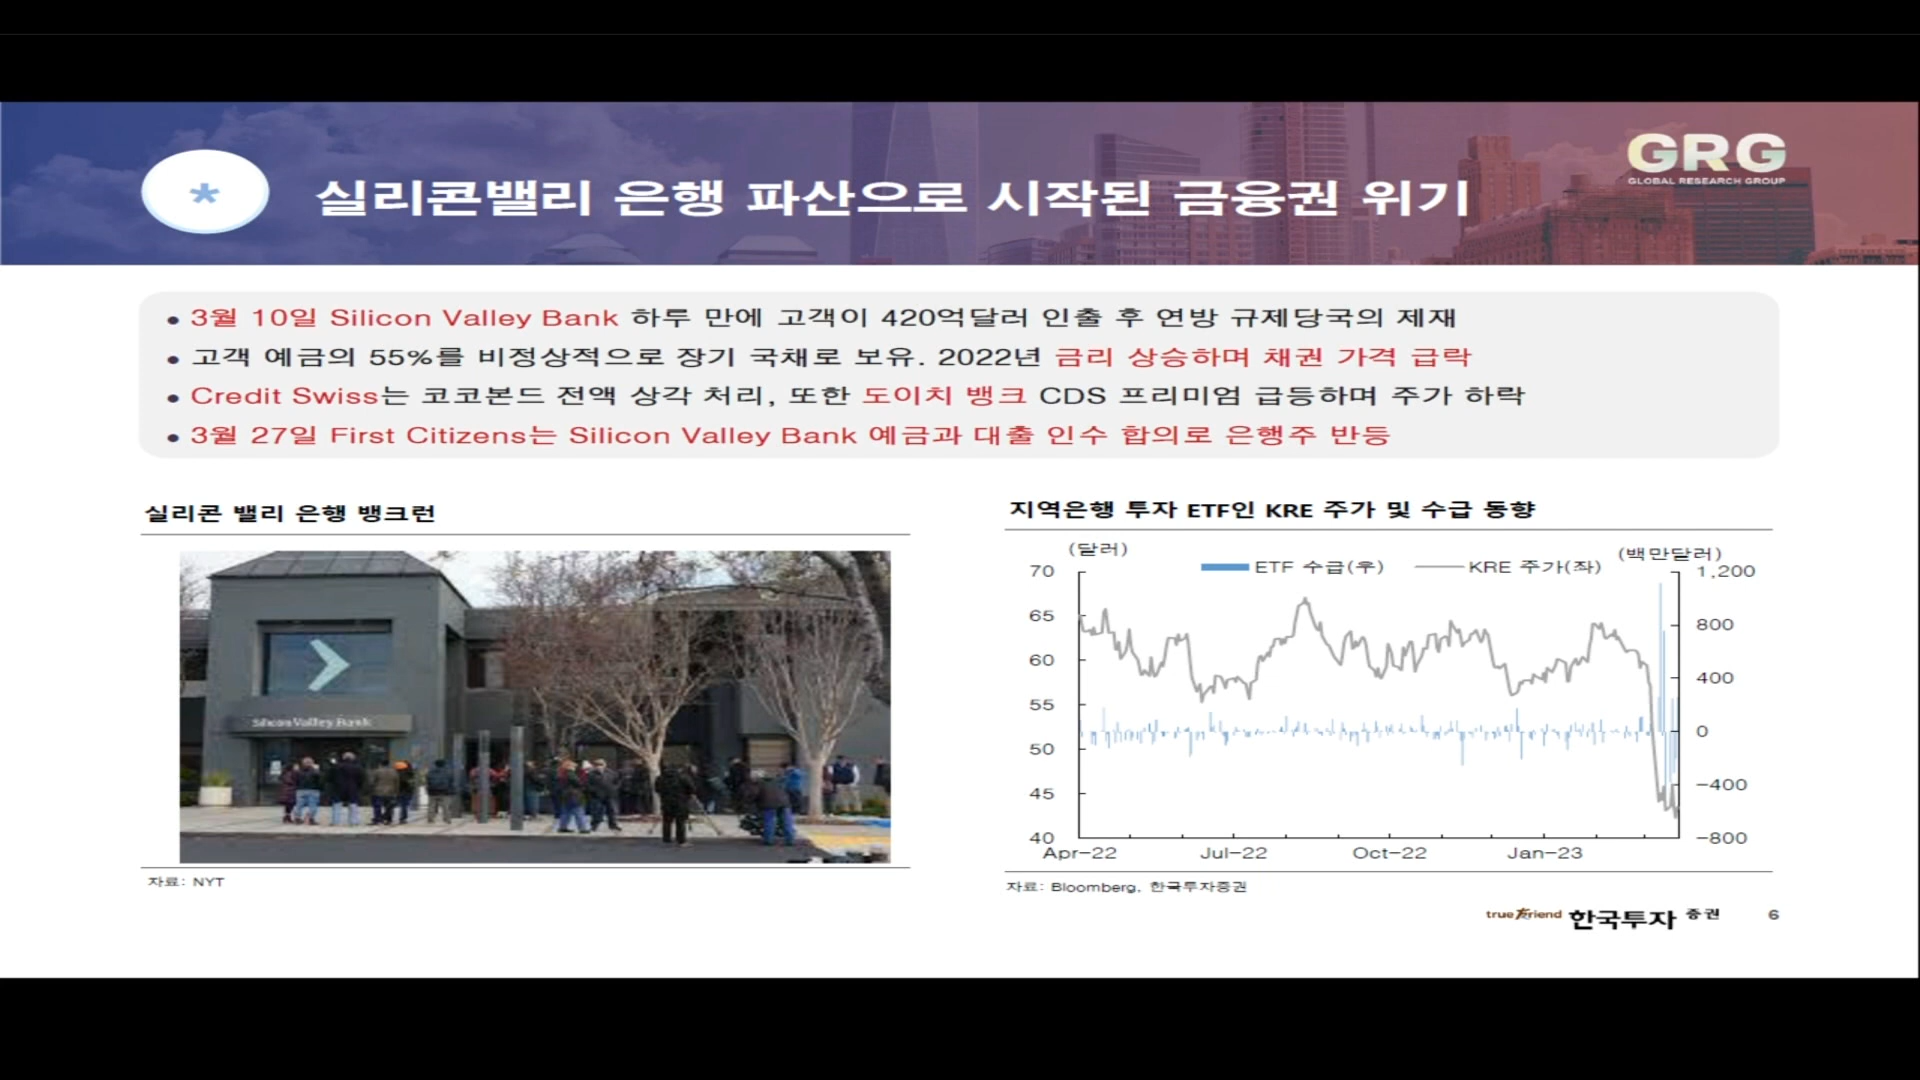 *
실리콘밸리 은행 파산으로 시작된 금융권 위기
GRG
GLOBAL RESEARCH GROUP
• 3월 10일 Silicon Valley Bank 하루 만에 고객이 420억달러 인출 후 연방 규제당국의 제재
• 고객 예금의 55%를 비정상적으로 장기 국채로 보유. 2022년 금리 상승하며 채권 가격 급락
• Credit Swiss는 코코본드 전액 상각 처리, 또한 도이치 뱅크 CDS 프리미엄 급등하며 주가 하락
• 3월 27일 First Citizens는 Silicon Valley Bank 예금과 대출 인수 합의로 은행주 반등
실리콘 밸리 은행 뱅크런
Silicon Valley Bank
자료: NYT
지역은행 투자 ETF인 KRE 주가 및 수급 동향
(달러)
(백만달러)
ETF 수급(우)
KRE 주가(좌)
70
65
60
55
50
45
40
1,200
800
400
0
-400
-800
Apr-22
Jul-22
Oct-22
Jan-23
자료: Bloomberg, 한국투자증권
true friend 한국투자 증권
6